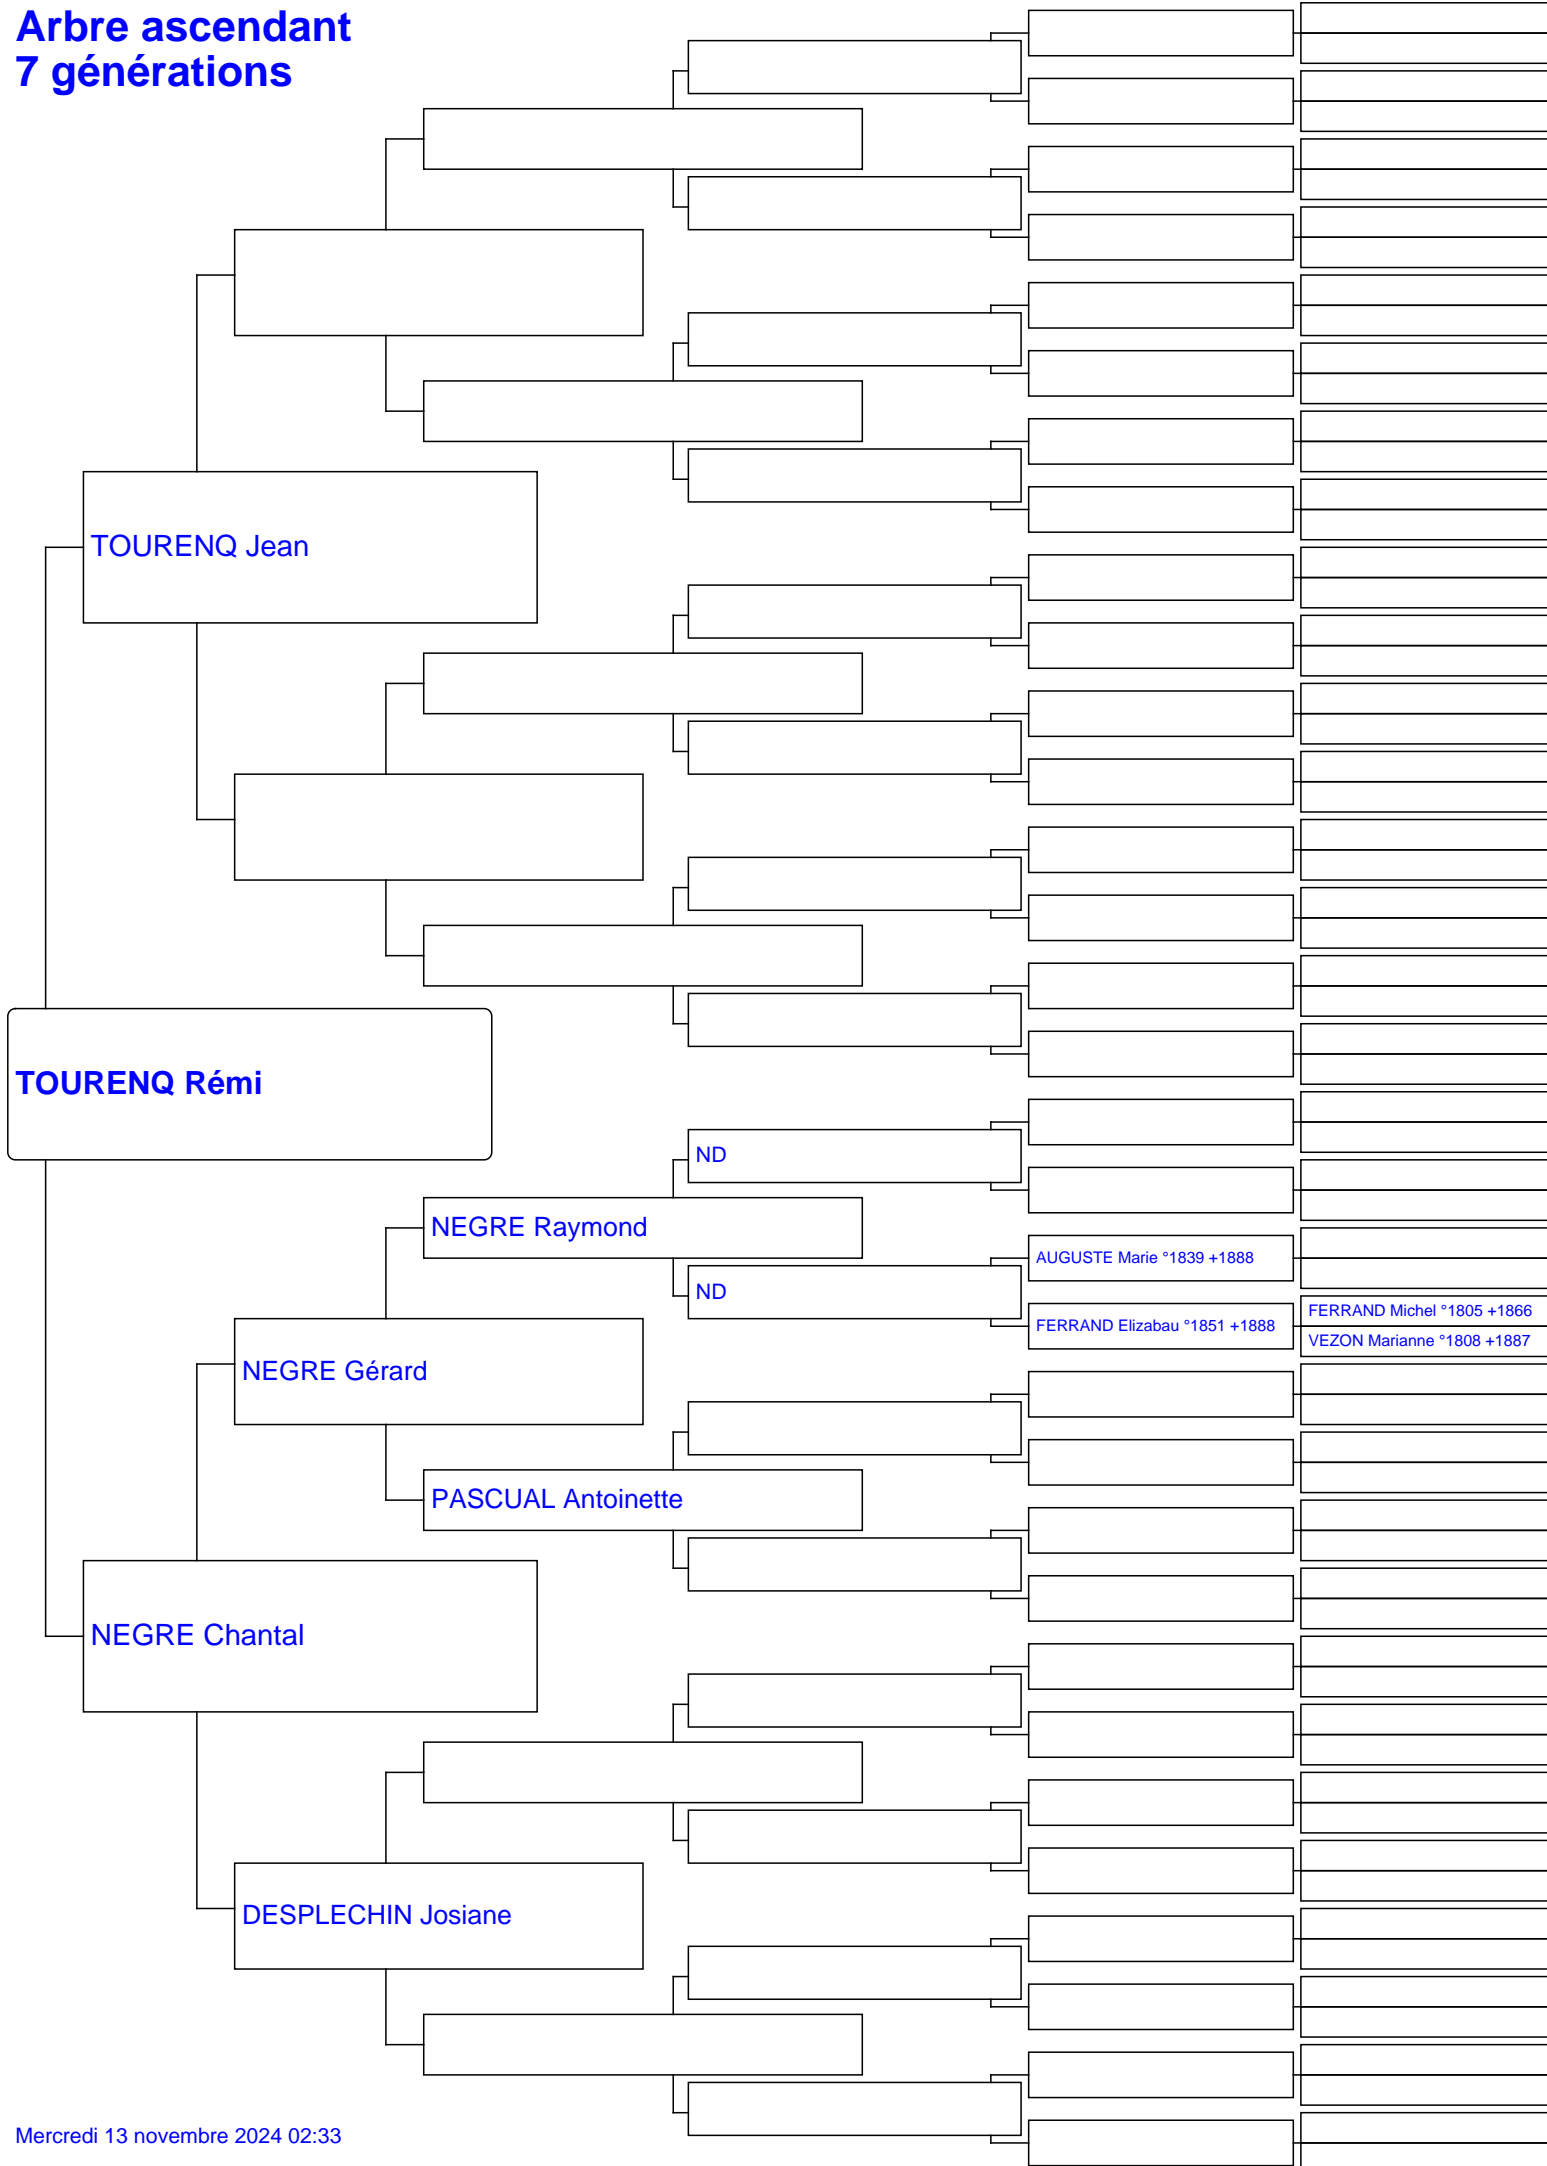 Arbre ascendant
7 générations
TOURENQ Jean
TOURENQ Rémi
ND
NEGRE Raymond
AUGUSTE Marie °1839 +1888
ND
FERRAND Michel °1805 +1866
FERRAND Elizabau °1851 +1888
VEZON Marianne °1808 +1887
NEGRE Gérard
PASCUAL Antoinette
NEGRE Chantal
DESPLECHIN Josiane
Mercredi 13 novembre 2024 02:33